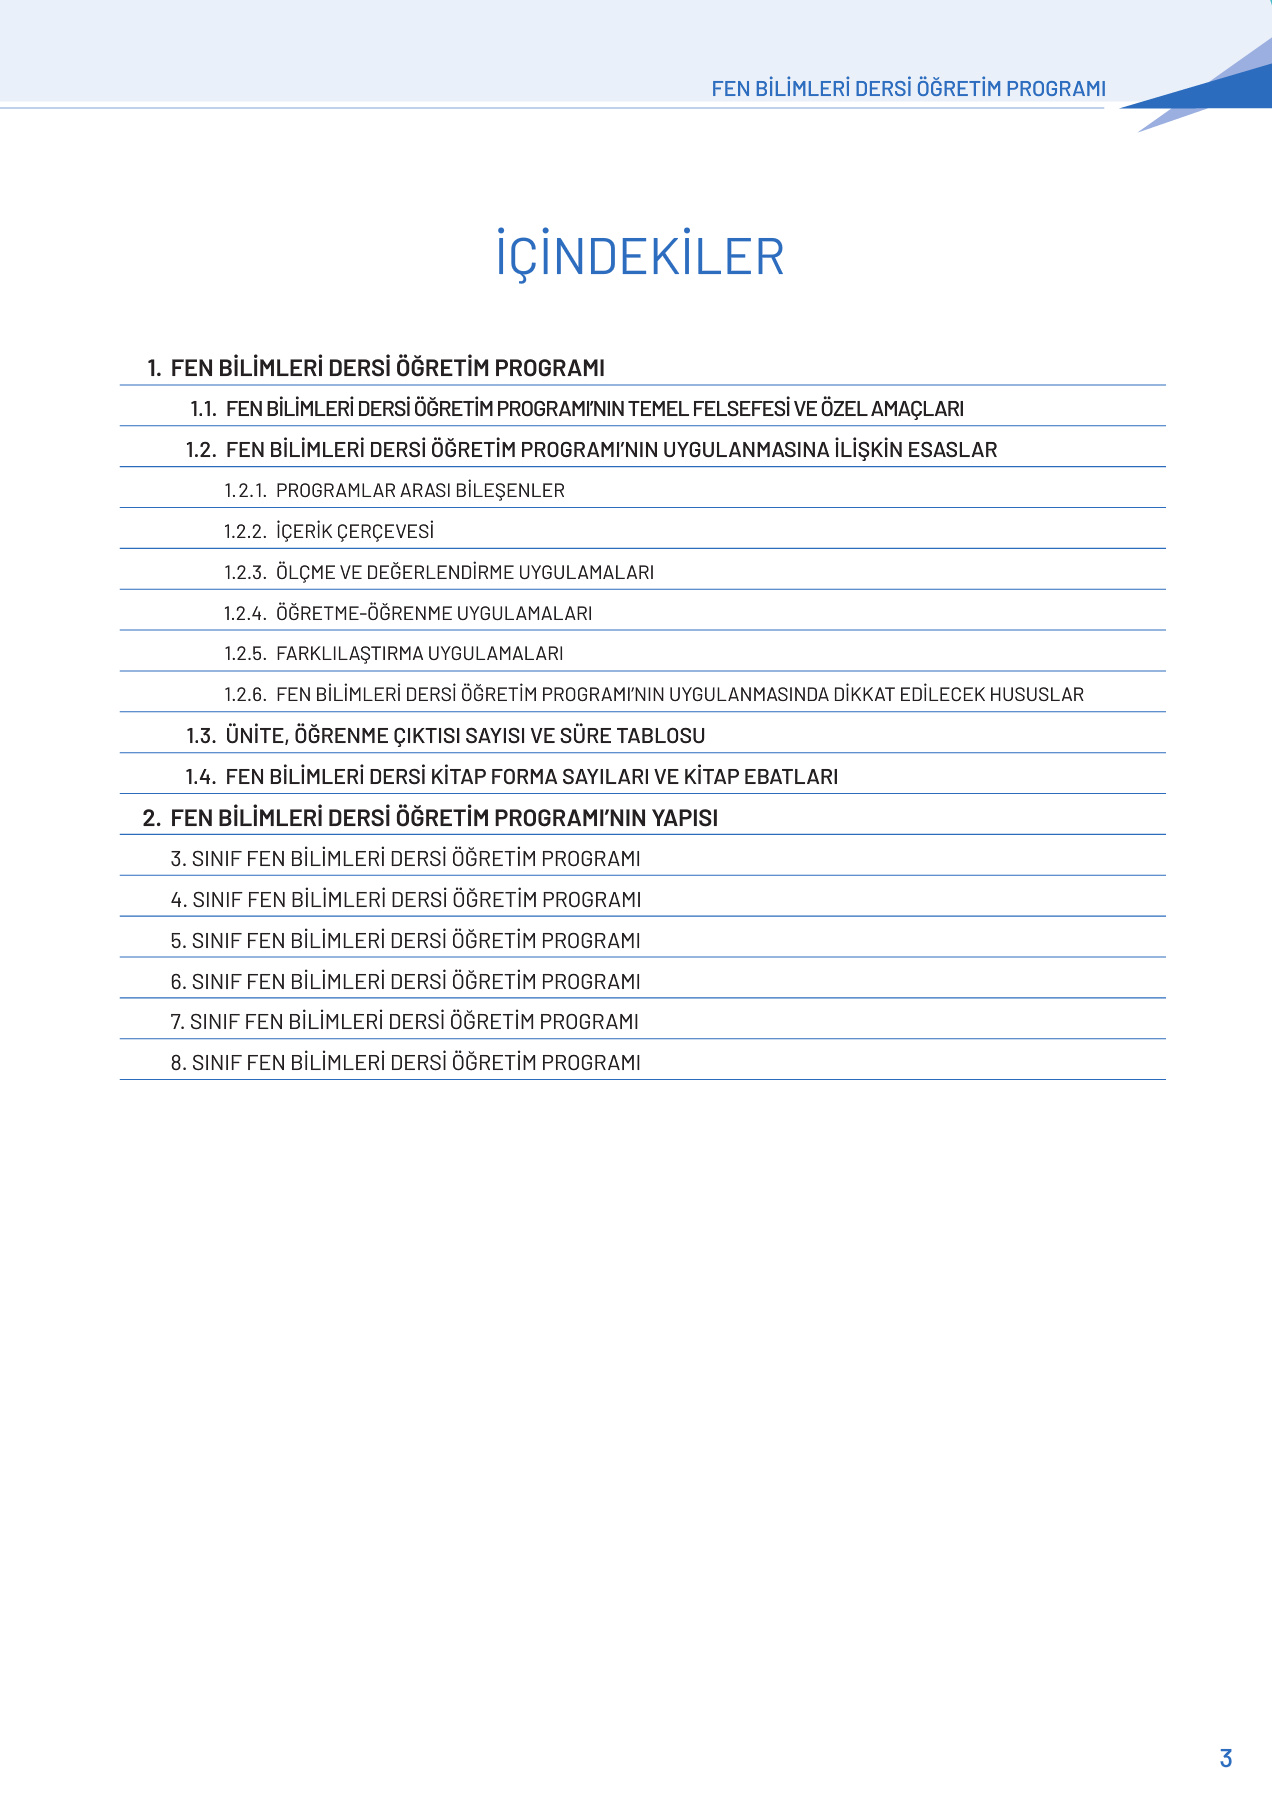 FEN BİLİMLERİ DERSİ ÖĞRETİM PROGRAMI
İÇİNDEKİLER
1. FEN BİLİMLERİ DERSİ ÖĞRETİM PROGRAMI
1.1. FEN BİLİMLERİ DERSİ ÖĞRETİM PROGRAMI’NIN TEMEL FELSEFESİ VE ÖZEL AMAÇLARI
1.2. FEN BİLİMLERİ DERSİ ÖĞRETİM PROGRAMI’NIN UYGULANMASINA İLİŞKİN ESASLAR
1.2.1. PROGRAMLAR ARASI BİLEŞENLER
1.2.2. İÇERİK ÇERÇEVESİ
1.2.3. ÖLÇME VE DEĞERLENDİRME UYGULAMALARI
1.2.4. ÖĞRETME-ÖĞRENME UYGULAMALARI
1.2.5. FARKLILAŞTIRMA UYGULAMALARI
1.2.6. FEN BİLİMLERİ DERSİ ÖĞRETİM PROGRAMI’NIN UYGULANMASINDA DİKKAT EDİLECEK HUSUSLAR
1.3. ÜNİTE, ÖĞRENME ÇIKTISI SAYISI VE SÜRE TABLOSU
1.4. FEN BİLİMLERİ DERSİ KİTAP FORMA SAYILARI VE KİTAP EBATLARI
2. FEN BİLİMLERİ DERSİ ÖĞRETİM PROGRAMI’NIN YAPISI
3. SINIF FEN BİLİMLERİ DERSİ ÖĞRETİM PROGRAMI
4. SINIF FEN BİLİMLERİ DERSİ ÖĞRETİM PROGRAMI
5. SINIF FEN BİLİMLERİ DERSİ ÖĞRETİM PROGRAMI
6. SINIF FEN BİLİMLERİ DERSİ ÖĞRETİM PROGRAMI
7. SINIF FEN BİLİMLERİ DERSİ ÖĞRETİM PROGRAMI
8. SINIF FEN BİLİMLERİ DERSİ ÖĞRETİM PROGRAMI
3